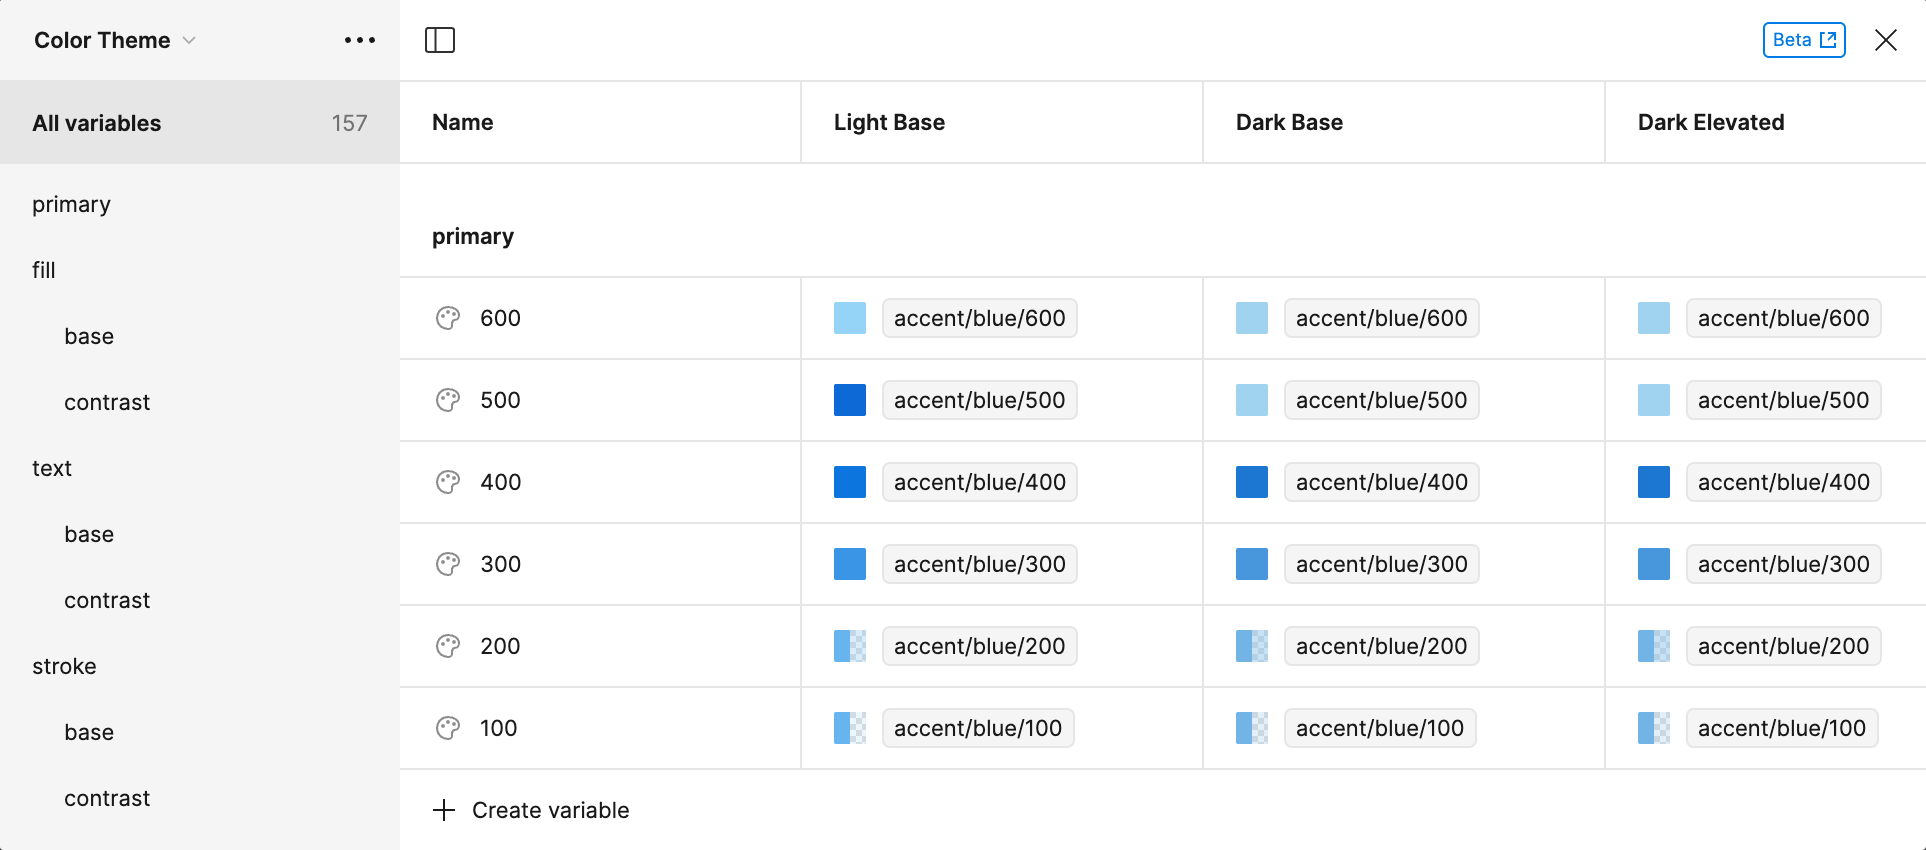 Color Theme
Beta
All variables 157
Name Light Base Dark Base Dark Elevated
primary
primary
fill
base
contrast
text
base
contrast
stroke
base
contrast
600 accent/blue/600 accent/blue/600 accent/blue/600
500 accent/blue/500 accent/blue/500 accent/blue/500
400 accent/blue/400 accent/blue/400 accent/blue/400
300 accent/blue/300 accent/blue/300 accent/blue/300
200 accent/blue/200 accent/blue/200 accent/blue/200
100 accent/blue/100 accent/blue/100 accent/blue/100
Create variable